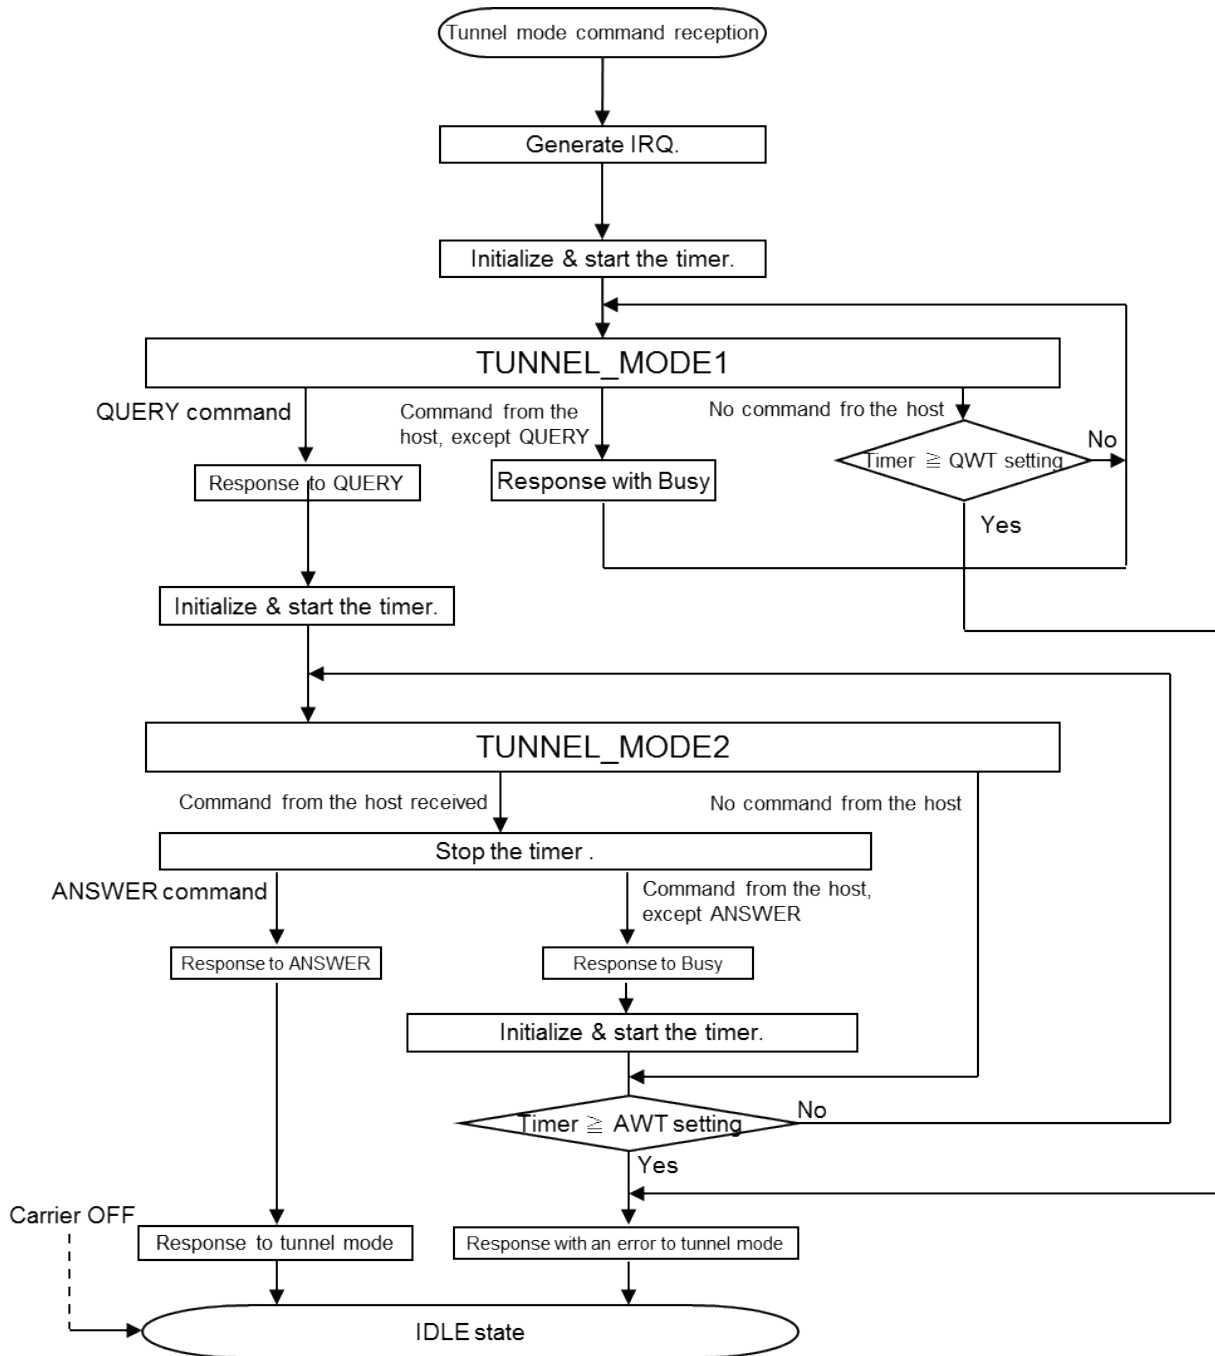 Tunnel mode command reception
Generate IRQ.
Initialize & start the timer.
TUNNEL_MODE1
QUERY command
Command from the
host, except QUERY
No command fro the host
Timer ≧ QWT setting
No
Response to QUERY
Response with Busy
Yes
Initialize & start the timer.
TUNNEL_MODE2
Command from the host received
No command from the host
Stop the timer .
ANSWER command
Command from the host,
except ANSWER
Response to ANSWER
Response to Busy
Initialize & start the timer.
Timer ≧ AWT setting
No
Yes
Carrier OFF
Response to tunnel mode
Response with an error to tunnel mode
IDLE state